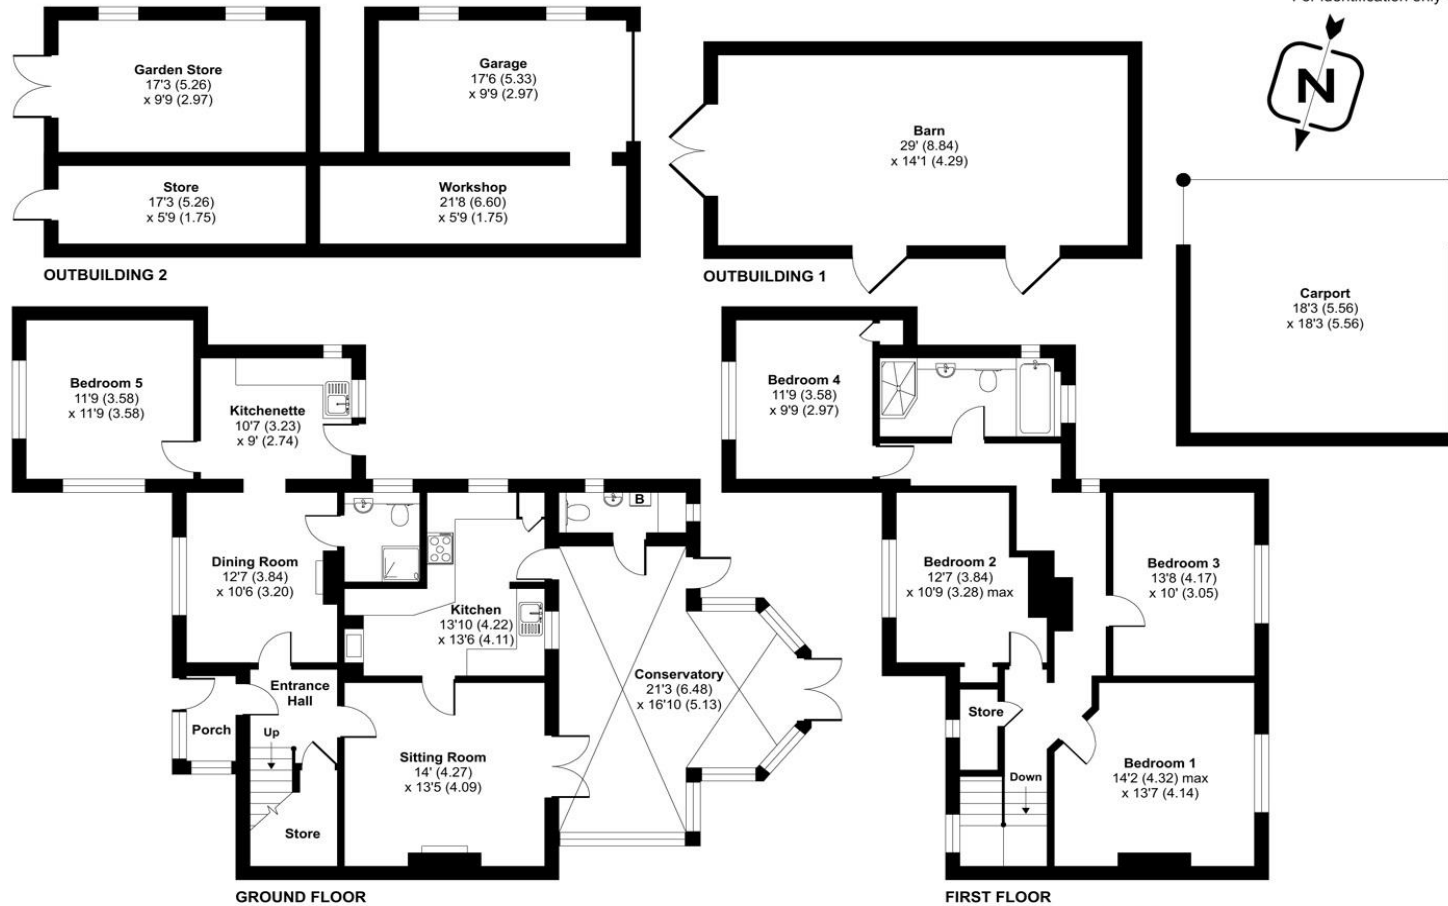 For identification only
N
Garden Store
17'3 (5.26)
x 9'9 (2.97)
Garage
17'6 (5.33)
x 9'9 (2.97)
Store
17'3 (5.26)
x 5'9 (1.75)
Workshop
21'8 (6.60)
x 5'9 (1.75)
OUTBUILDING 2
Barn
29' (8.84)
x 14'1 (4.29)
OUTBUILDING 1
Carport
18'3 (5.56)
x 18'3 (5.56)
Bedroom 5
11'9 (3.58)
x 11'9 (3.58)
Kitchenette
10'7 (3.23)
x 9' (2.74)
Dining Room
12'7 (3.84)
x 10'6 (3.20)
B
Kitchen
13'10 (4.22)
x 13'6 (4.11)
Conservatory
21'3 (6.48)
x 16'10 (5.13)
Entrance
Hall
Porch
Up
Sitting Room
14' (4.27)
x 13'5 (4.09)
Store
GROUND FLOOR
Bedroom 4
11'9 (3.58)
x 9'9 (2.97)
Bedroom 2
12'7 (3.84)
x 10'9 (3.28) max
Bedroom 3
13'8 (4.17)
x 10' (3.05)
Store
Down
Bedroom 1
14'2 (4.32) max
x 13'7 (4.14)
FIRST FLOOR